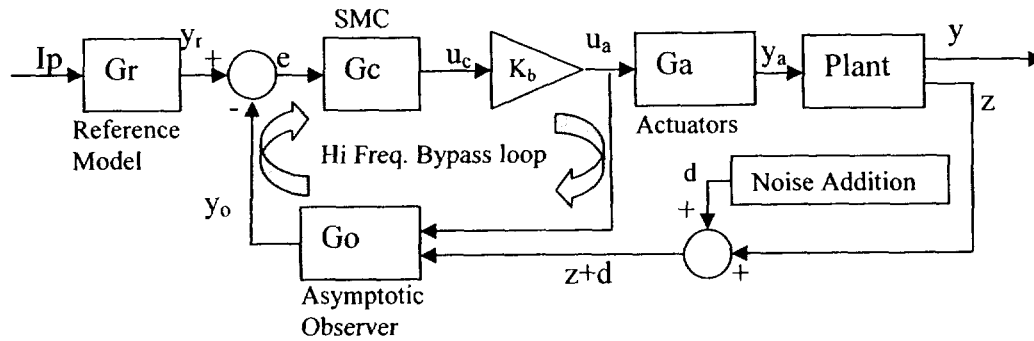 SMC
Ip
Gr
y_r
+
-
e
Gc
u_c
K_b
u_a
Ga
y_a
Plant
y
z
Reference
Model
Actuators
Hi Freq. Bypass loop
d
Noise Addition
+
y_o
Go
z+d
+
Asymptotic
Observer